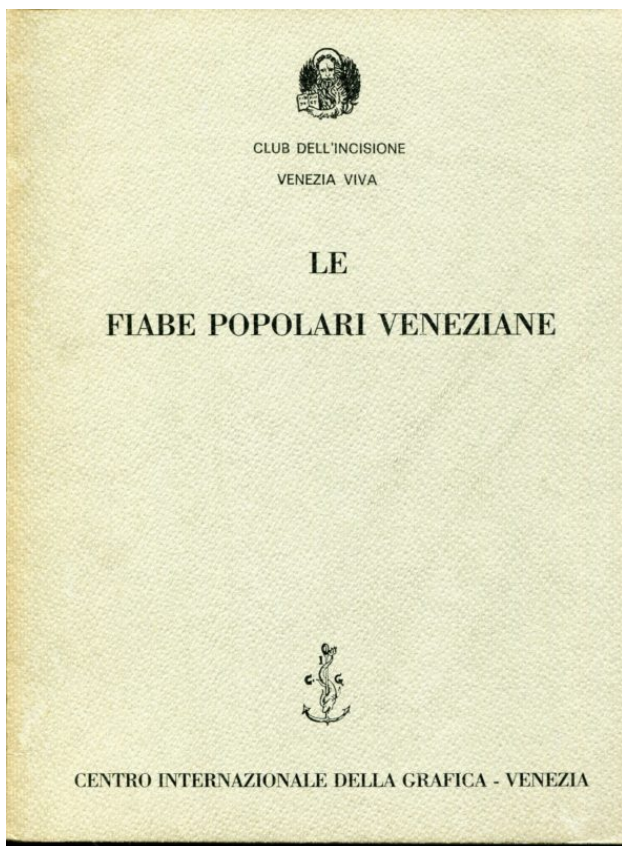 CLUB DELL'INCISIONE
VENEZIA VIVA
LE
FIABE POPOLARI VENEZIANE
I
C. G.
CENTRO INTERNAZIONALE DELLA GRAFICA - VENEZIA